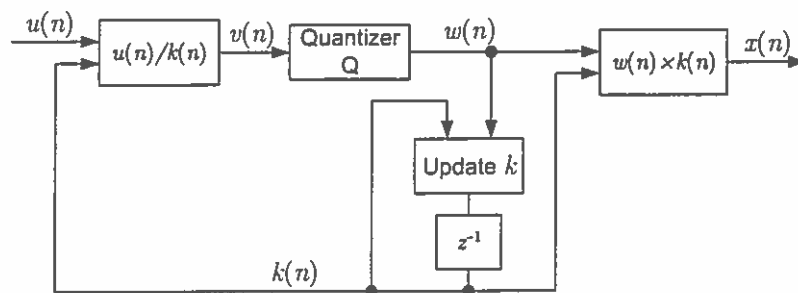 u(n)
u(n)/k(n)
v(n)
Quantizer
Q
w(n)
w(n)×k(n)
x(n)
Update k
z⁻¹
k(n)